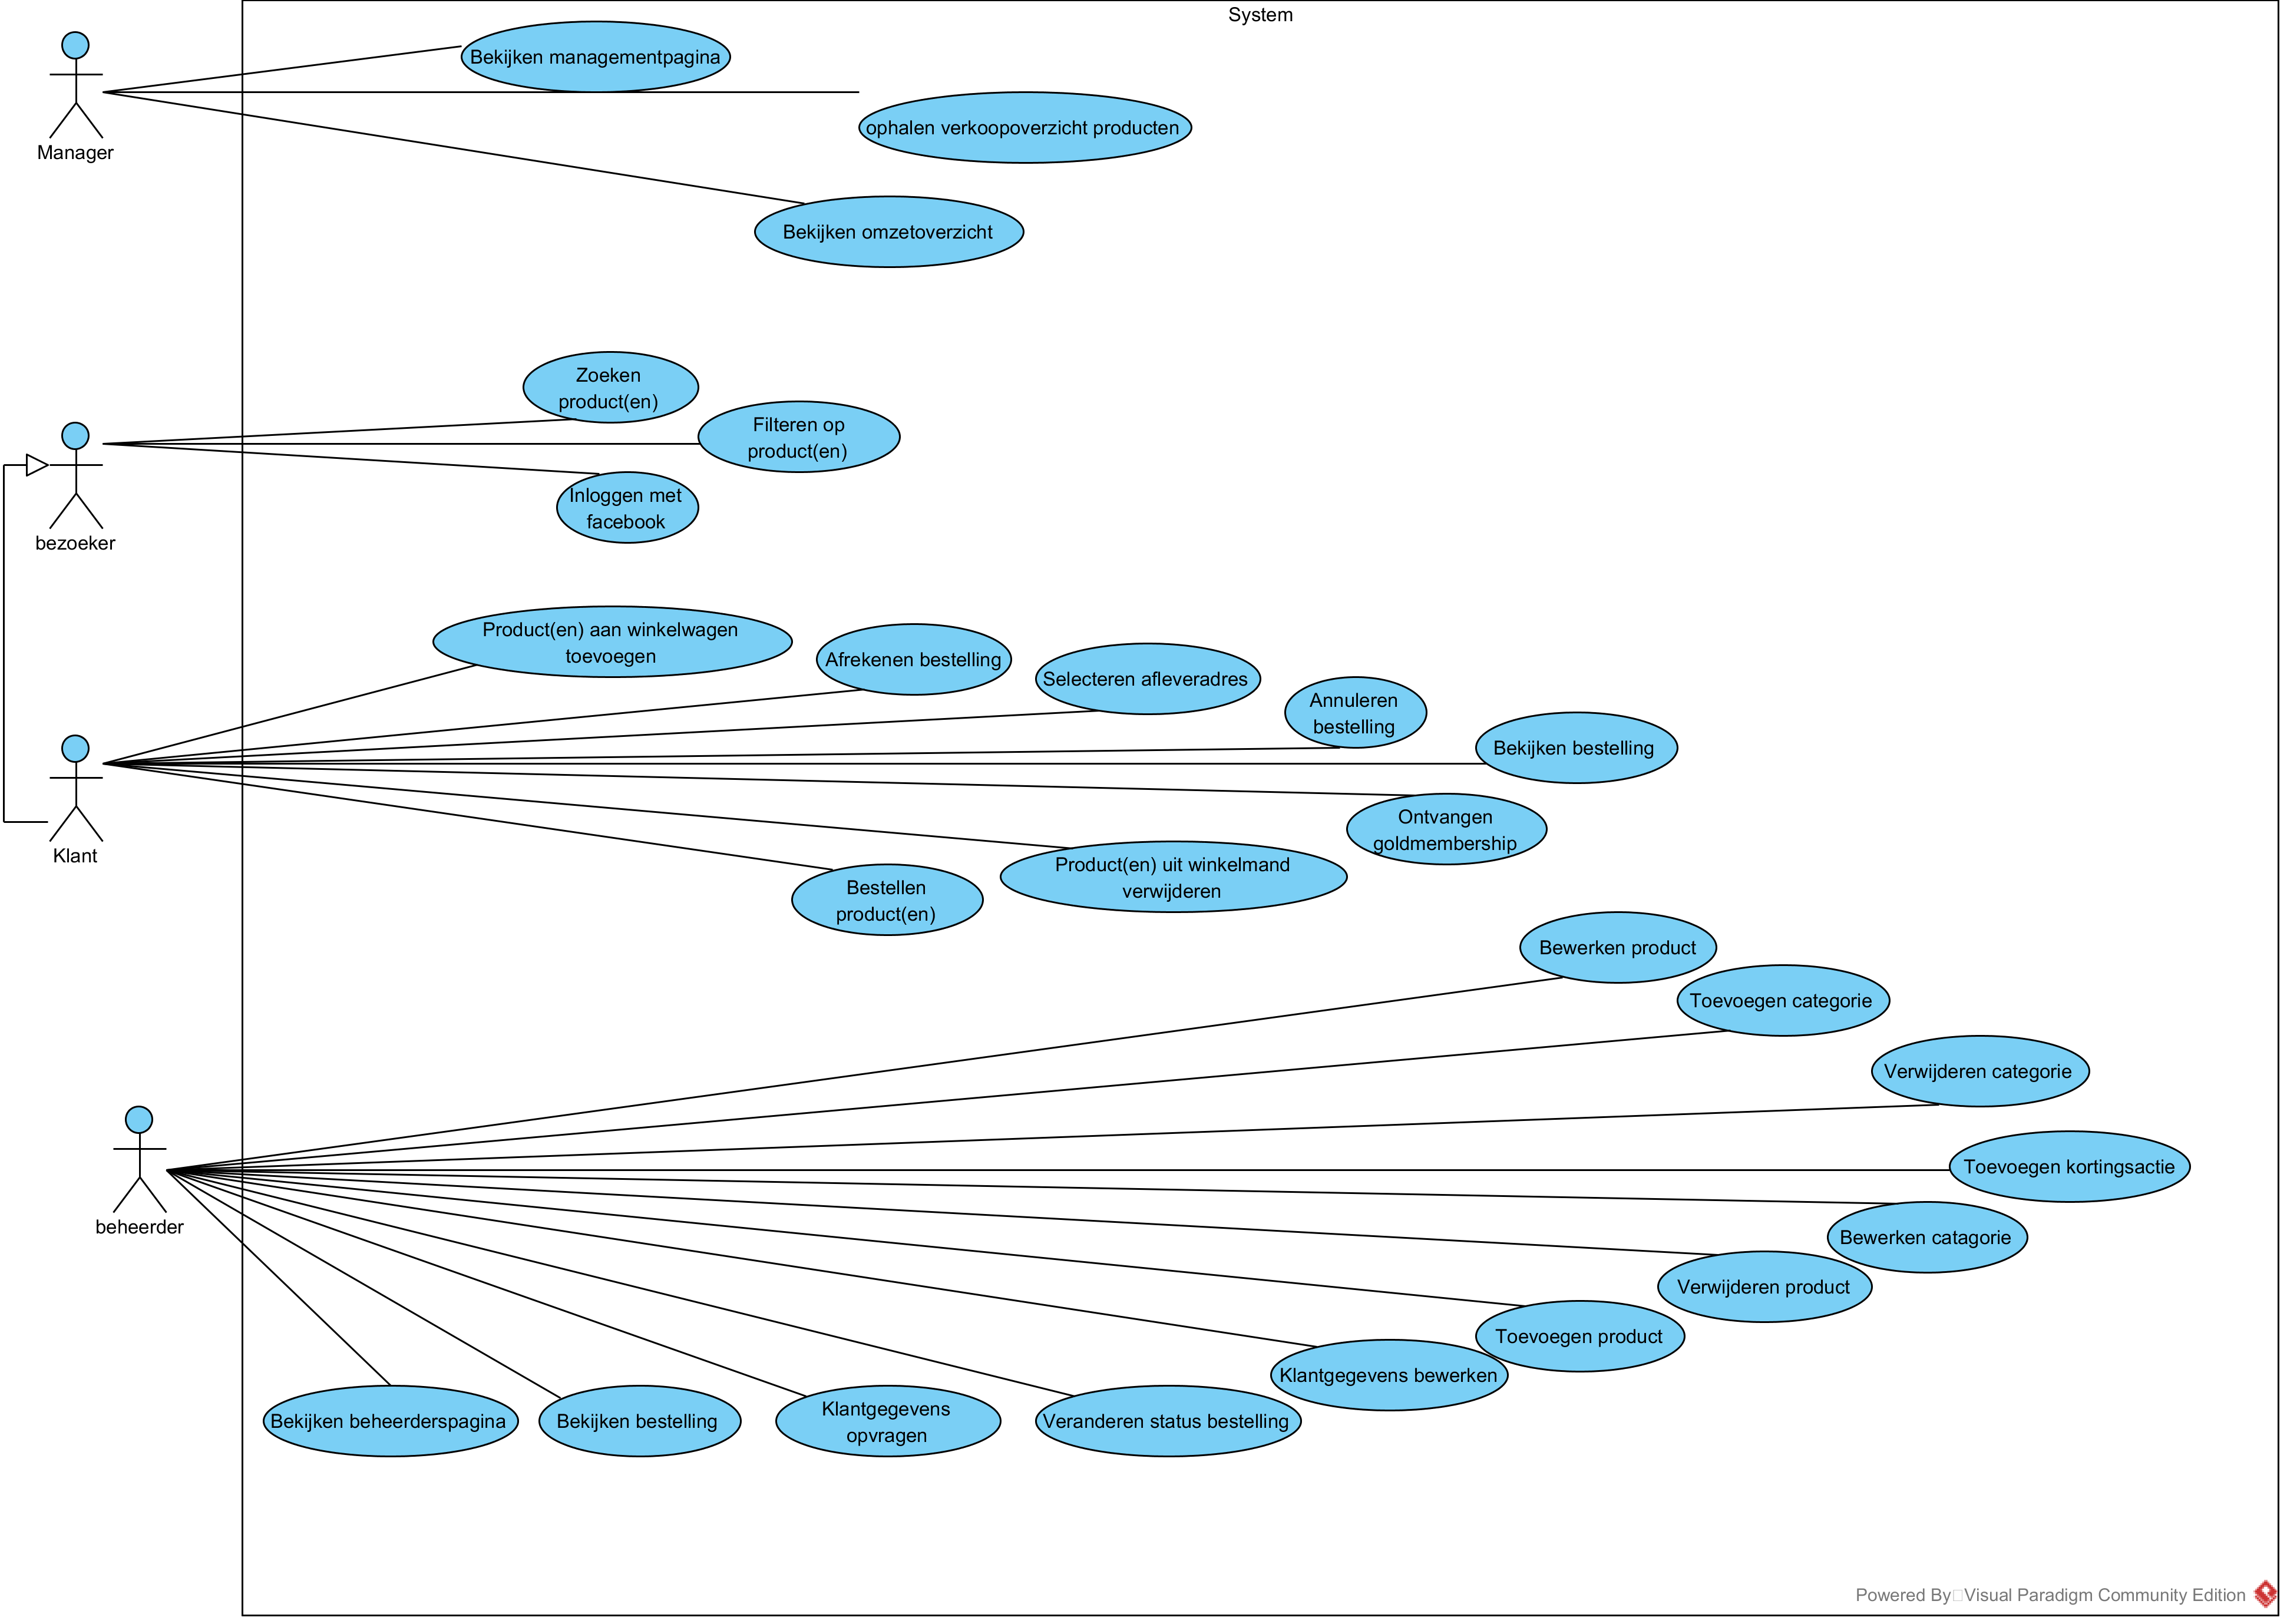 System
Bekijken managementpagina
ophalen verkoopoverzicht producten
Manager
Bekijken omzetoverzicht
Zoeken
product(en)
Filteren op
product(en)
Inloggen met
facebook
bezoeker
Product(en) aan winkelwagen
toevoegen
Afrekenen bestelling
Selecteren afleveradres
Annuleren
bestelling
Bekijken bestelling
Ontvangen
goldmembership
Klant
Product(en) uit winkelmand
verwijderen
Bestellen
product(en)
Bewerken product
Toevoegen categorie
Verwijderen categorie
Toevoegen kortingsactie
beheerder
Bewerken catagorie
Verwijderen product
Toevoegen product
Klantgegevens bewerken
Bekijken beheerderspagina
Bekijken bestelling
Klantgegevens
opvragen
Veranderen status bestelling
Powered By Visual Paradigm Community Edition